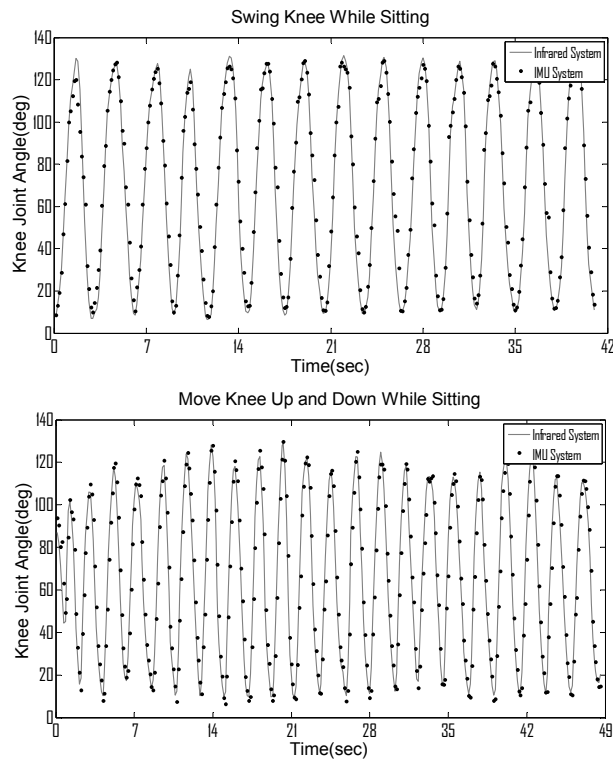 Swing Knee While Sitting
140
120
100
80
60
40
20
0
Knee Joint Angle(deg)
Infrared System
IMU System
0 7 14 21 28 35 42
Time(sec)
Move Knee Up and Down While Sitting
140
120
100
80
60
40
20
0
Knee Joint Angle(deg)
Infrared System
IMU System
0 7 14 21 28 35 42 49
Time(sec)